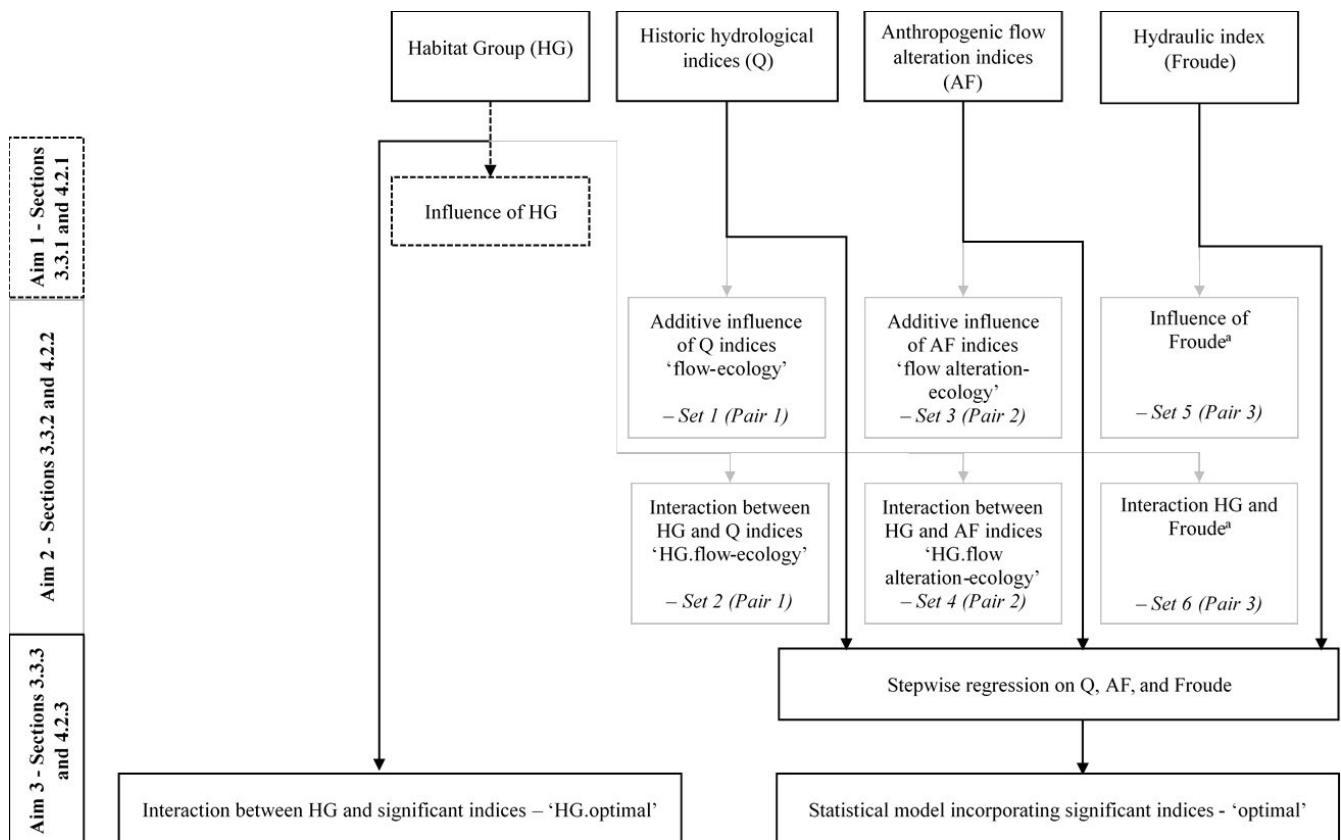 Habitat Group (HG)
Historic hydrological
indices (Q)
Anthropogenic flow
alteration indices
(AF)
Hydraulic index
(Froude)
Aim 1 - Sections
3.3.1 and 4.2.1
Influence of HG
Aim 2 - Sections 3.3.2 and 4.2.2
Additive influence
of Q indices
‘flow-ecology’
– Set 1 (Pair 1)
Additive influence
of AF indices
‘flow alteration-
ecology’
– Set 3 (Pair 2)
Influence of
Froudeᵃ
– Set 5 (Pair 3)
Interaction between
HG and Q indices
‘HG.flow-ecology’
– Set 2 (Pair 1)
Interaction between
HG and AF indices
‘HG.flow
alteration-ecology’
– Set 4 (Pair 2)
Interaction HG and
Froudeᵃ
– Set 6 (Pair 3)
Aim 3 - Sections 3.3.3
and 4.2.3
Stepwise regression on Q, AF, and Froude
Interaction between HG and significant indices – ‘HG.optimal’
Statistical model incorporating significant indices - ‘optimal’